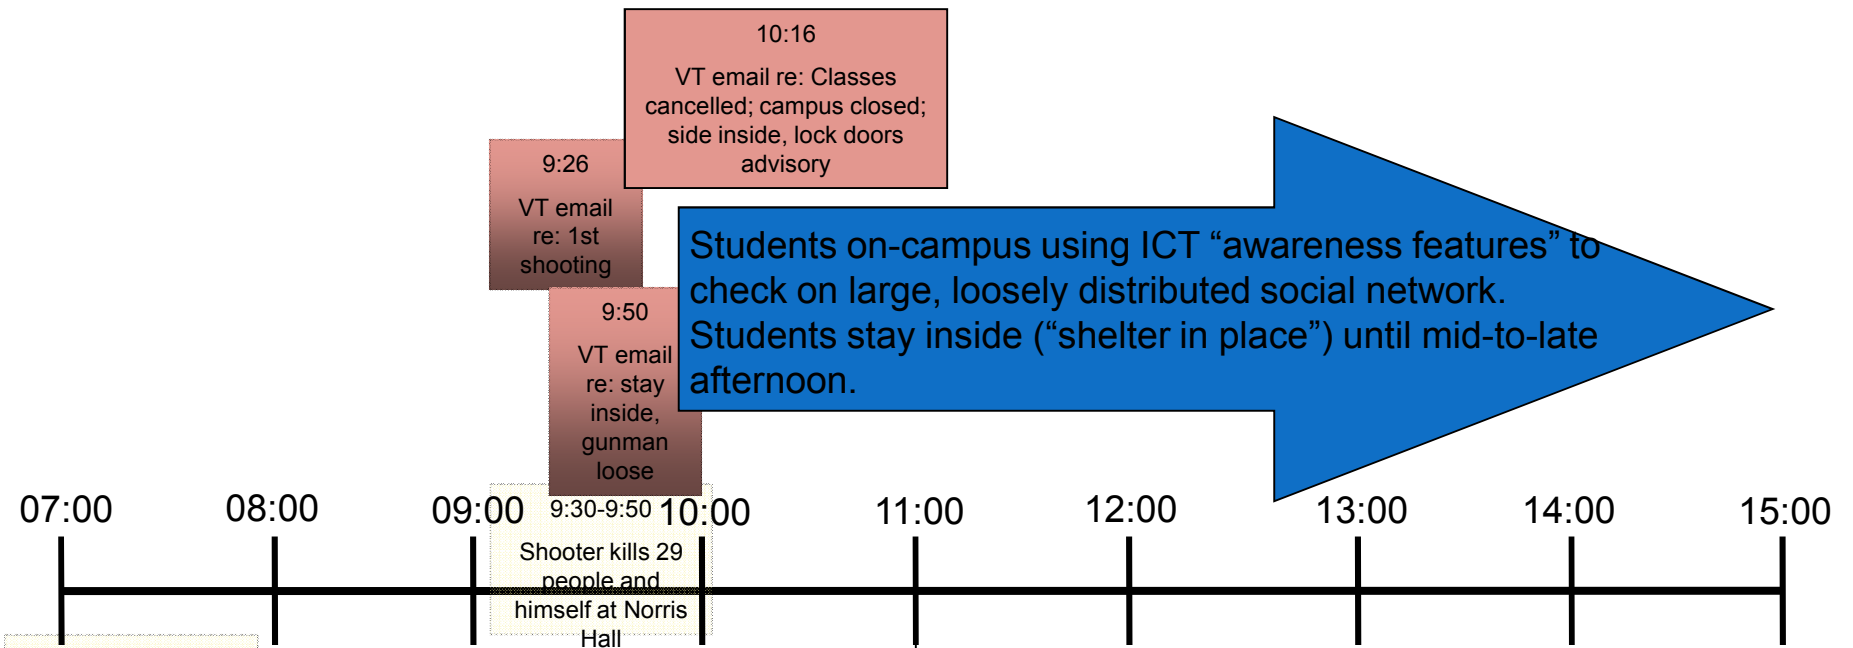 10:16
VT email re: Classes
cancelled; campus closed;
side inside, lock doors
advisory
9:26
VT email
re: 1st
shooting
9:50
VT email
re: stay
inside,
gunman
loose
Students on-campus using ICT “awareness features” to
check on large, loosely distributed social network.
Students stay inside (“shelter in place”) until mid-to-late
afternoon.
07:00 08:00 09:00 10:00 11:00 12:00 13:00 14:00 15:00
9:30-9:50
Shooter kills 29
people and
himself at Norris
Hall